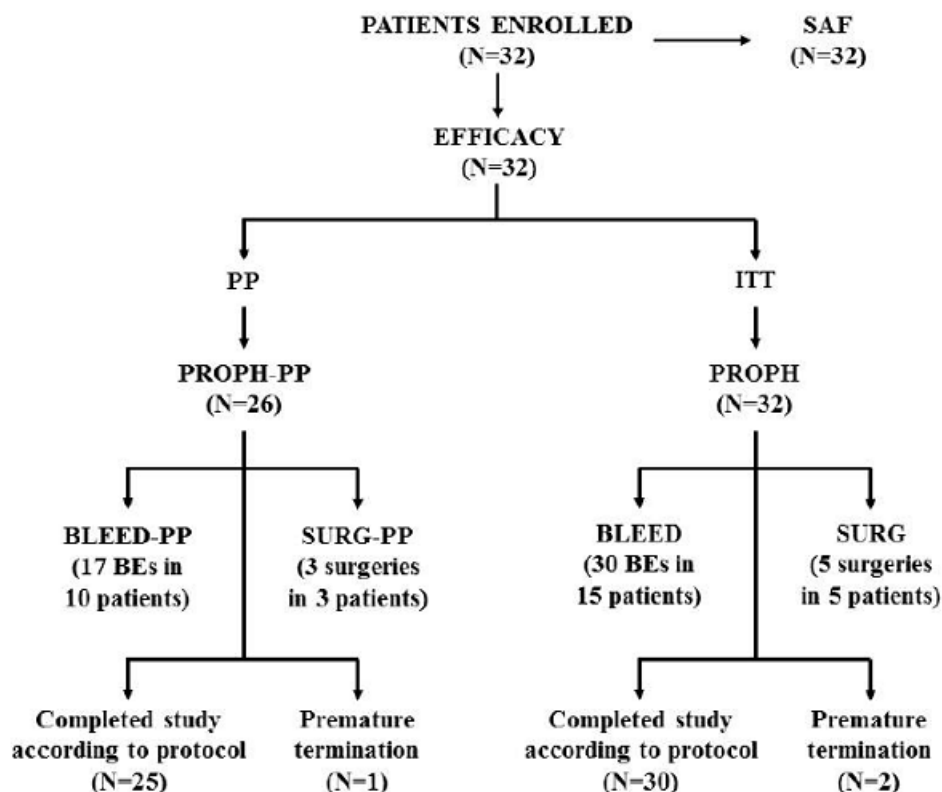 PATIENTS ENROLLED
(N=32)
SAF
(N=32)
EFFICACY
(N=32)
PP
ITT
PROPH-PP
(N=26)
PROPH
(N=32)
BLEED-PP
(17 BEs in
10 patients)
SURG-PP
(3 surgeries
in 3 patients)
BLEED
(30 BEs in
15 patients)
SURG
(5 surgeries
in 5 patients)
Completed study
according to protocol
(N=25)
Premature
termination
(N=1)
Completed study
according to protocol
(N=30)
Premature
termination
(N=2)